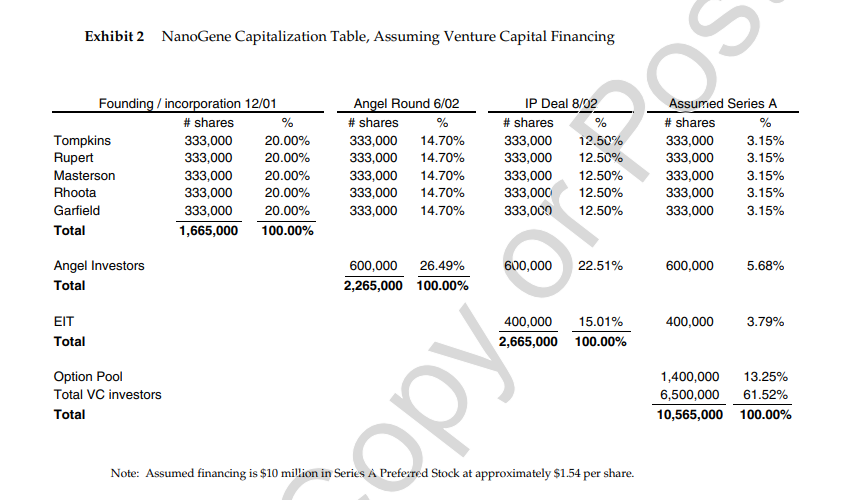 Exhibit 2 NanoGene Capitalization Table, Assuming Venture Capital Financing
Founding / incorporation 12/01 Angel Round 6/02 IP Deal 8/02 Assumed Series A
# shares % # shares % # shares % # shares %
Tompkins 333,000 20.00% 333,000 14.70% 333,000 12.50% 333,000 3.15%
Rupert 333,000 20.00% 333,000 14.70% 333,000 12.50% 333,000 3.15%
Masterson 333,000 20.00% 333,000 14.70% 333,000 12.50% 333,000 3.15%
Rhoota 333,000 20.00% 333,000 14.70% 333,000 12.50% 333,000 3.15%
Garfield 333,000 20.00% 333,000 14.70% 333,000 12.50% 333,000 3.15%
Total 1,665,000 100.00%
Angel Investors 600,000 26.49% 600,000 22.51% 600,000 5.68%
Total 2,265,000 100.00%
EIT 400,000 15.01% 400,000 3.79%
Total 2,665,000 100.00%
Option Pool 1,400,000 13.25%
Total VC investors 6,500,000 61.52%
Total 10,565,000 100.00%
Note: Assumed financing is $10 million in Series A Preferred Stock at approximately $1.54 per share.
Copy or Pos